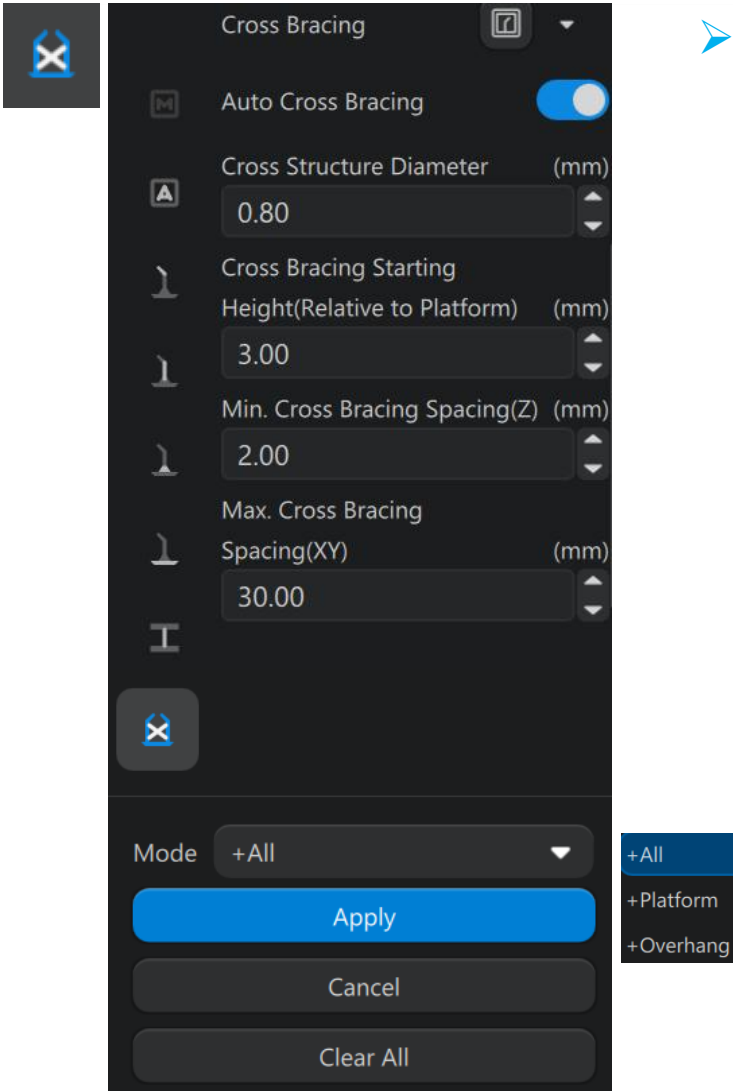 Cross Bracing
Auto Cross Bracing
Cross Structure Diameter (mm)
0.80
Cross Bracing Starting
Height(Relative to Platform) (mm)
3.00
Min. Cross Bracing Spacing(Z) (mm)
2.00
Max. Cross Bracing
Spacing(XY) (mm)
30.00
Mode +All
Apply
Cancel
Clear All
+All
+Platform
+Overhang
M
A